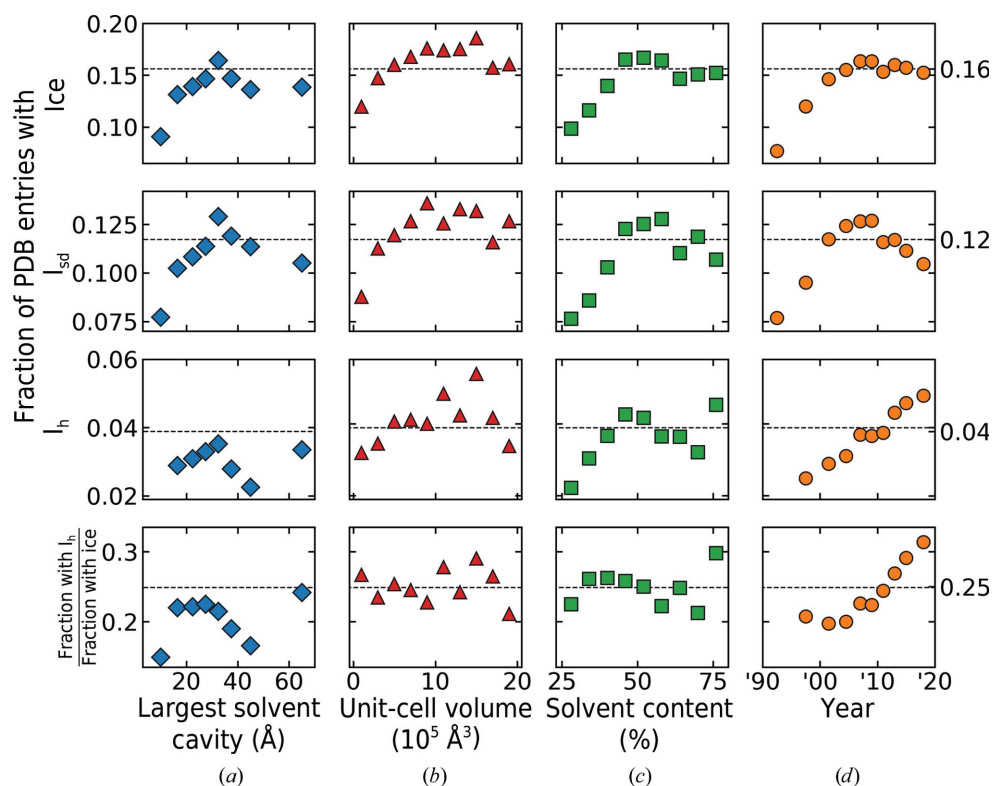 Fraction of PDB entries with
Ice
0.20
0.15
0.10
0.16
I_sd
0.125
0.100
0.075
0.12
I_h
0.06
0.04
0.02
0.04
Fraction with I_h
Fraction with ice
0.3
0.2
0.25
20 40 60
0 10 20
25 50 75
'90 '00 '10 '20
Largest solvent
cavity (Å)
Unit-cell volume
(10⁵ Å³)
Solvent content
(%)
Year
(a) (b) (c) (d)